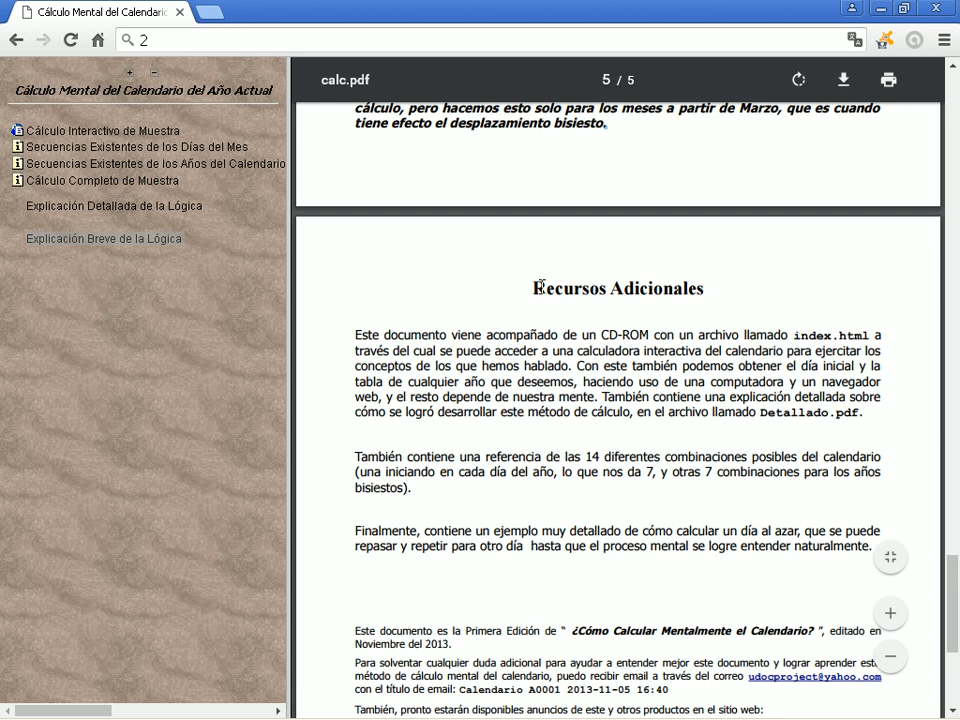 Cálculo Mental del Calendario
2
+ −
Cálculo Mental del Calendario del Año Actual
Cálculo Interactivo de Muestra
Secuencias Existentes de los Días del Mes
Secuencias Existentes de los Años del Calendario
Cálculo Completo de Muestra
Explicación Detallada de la Lógica
Explicación Breve de la Lógica
calc.pdf
5 / 5
cálculo, pero hacemos esto solo para los meses a partir de Marzo, que es cuando
tiene efecto el desplazamiento bisiesto.
Recursos Adicionales
Este documento viene acompañado de un CD-ROM con un archivo llamado index.html a
través del cual se puede acceder a una calculadora interactiva del calendario para ejercitar los
conceptos de los que hemos hablado. Con este también podemos obtener el día inicial y la
tabla de cualquier año que deseemos, haciendo uso de una computadora y un navegador
web, y el resto depende de nuestra mente. También contiene una explicación detallada sobre
cómo se logró desarrollar este método de cálculo, en el archivo llamado Detallado.pdf.
También contiene una referencia de las 14 diferentes combinaciones posibles del calendario
(una iniciando en cada día del año, lo que nos da 7, y otras 7 combinaciones para los años
bisiestos).
Finalmente, contiene un ejemplo muy detallado de cómo calcular un día al azar, que se puede
repasar y repetir para otro día hasta que el proceso mental se logre entender naturalmente.
Este documento es la Primera Edición de “ ¿Cómo Calcular Mentalmente el Calendario? ”, editado en
Noviembre del 2013.
Para solventar cualquier duda adicional para ayudar a entender mejor este documento y lograr aprender este
método de cálculo mental del calendario, puedo recibir email a través del correo udocproject@yahoo.com
con el título de email: Calendario A0001 2013-11-05 16:40
También, pronto estarán disponibles anuncios de este y otros productos en el sitio web: